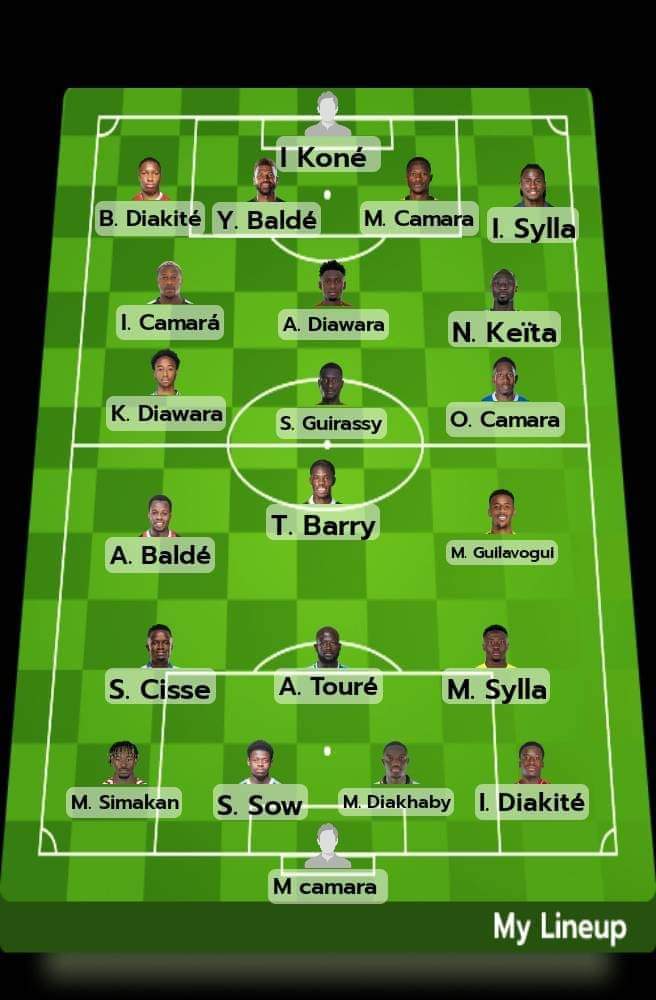 I Koné
B. Diakité Y. Baldé M. Camara I. Sylla
I. Camará A. Diawara N. Keïta
K. Diawara S. Guirassy O. Camara
A. Baldé T. Barry M. Guilavogui
S. Cisse A. Touré M. Sylla
M. Simakan S. Sow M. Diakhaby I. Diakité
M camara
My Lineup